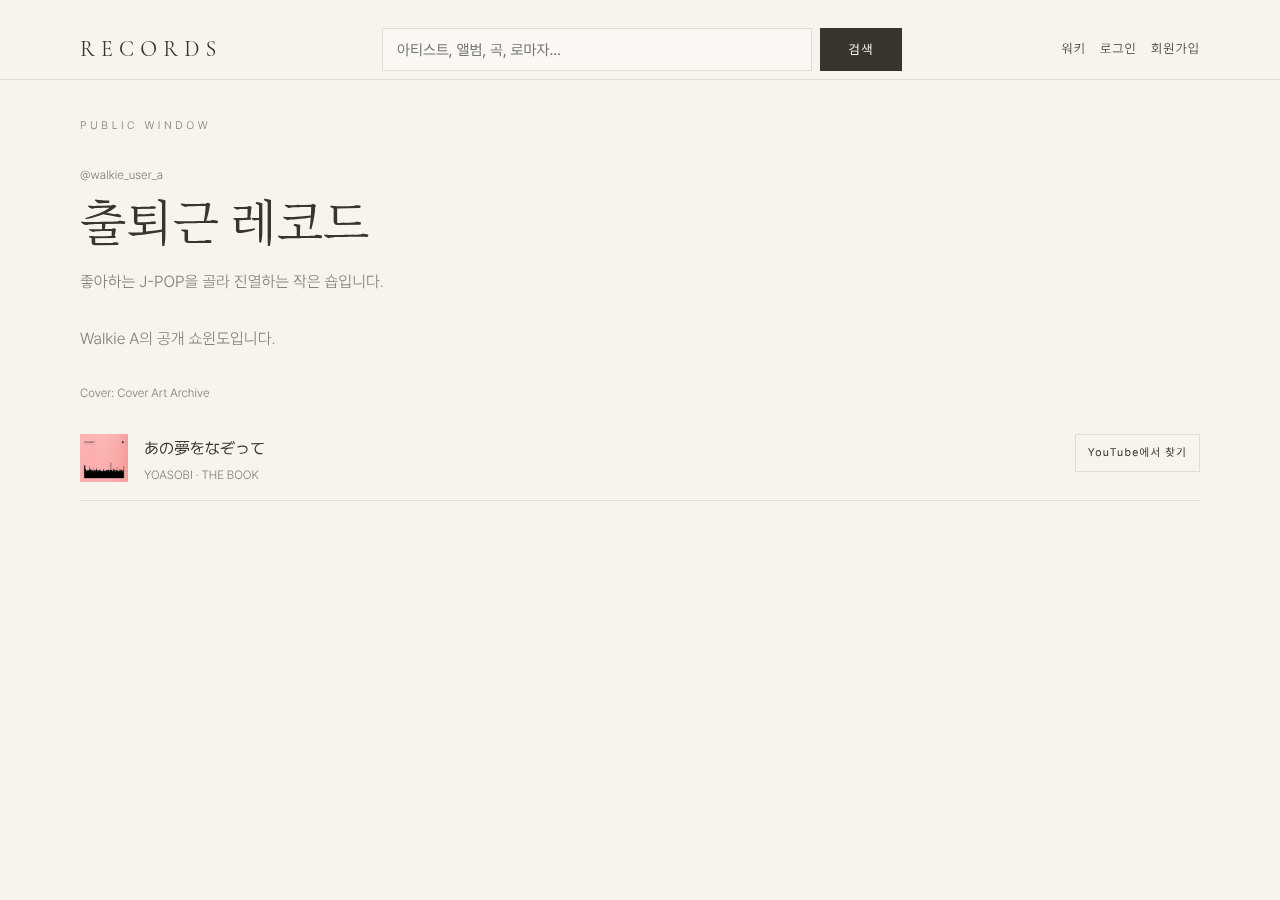 RECORDS
아티스트, 앨범, 곡, 로마자...
검색
워키 로그인 회원가입
PUBLIC WINDOW
@walkie_user_a
출퇴근 레코드
좋아하는 J-POP을 골라 진열하는 작은 숍입니다.
Walkie A의 공개 쇼윈도입니다.
Cover: Cover Art Archive
あの夢をなぞって
YOASOBI · THE BOOK
YouTube에서 찾기